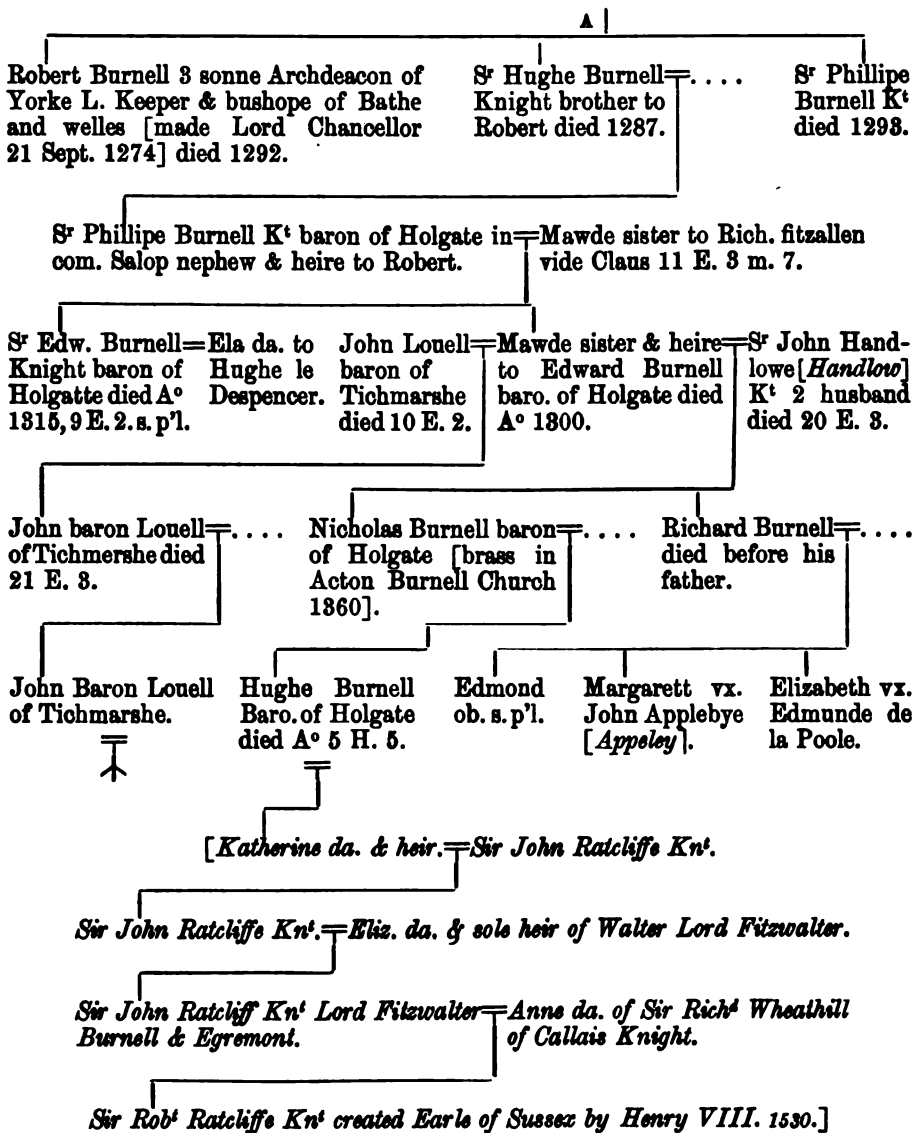 A
Robert Burnell 3 sonne Archdeacon of
Yorke L. Keeper & bushope of Bathe
and welles [made Lord Chancellor
21 Sept. 1274] died 1292.
Sʳ Hughe Burnell=....
Knight brother to
Robert died 1287.
Sʳ Phillipe
Burnell Kᵗ
died 1293.
Sʳ Phillipe Burnell Kᵗ baron of Holgate in=Mawde sister to Rich. fitzallen
com. Salop nephew & heire to Robert.
vide Claus 11 E. 3 m. 7.
Sʳ Edw. Burnell=Ela da. to
Knight baron of
Holgatte died Aᵒ
1315, 9 E. 2. s. p'l.
Hughe le
Despencer.
John Louell=Mawde sister & heire=Sʳ John Hand-
baron of
Tichmarshe
died 10 E. 2.
to Edward Burnell
baro. of Holgate died
Aᵒ 1300.
lowe [Handlow]
Kᵗ 2 husband
died 20 E. 3.
John baron Louell=....
of Tichmershe died
21 E. 3.
Nicholas Burnell baron=....
of Holgate [brass in
Acton Burnell Church
1360].
Richard Burnell=....
died before his
father.
John Baron Louell
of Tichmarshe.
Hughe Burnell
Baro. of Holgate
died Aᵒ 5 H. 5.
Edmond
ob. s. p'l.
Margarett vx.
John Applebye
[Appeley].
Elizabeth vx.
Edmunde de
la Poole.
[Katherine da. & heir.=Sir John Ratcliffe Knᵗ.
Sir John Ratcliffe Knᵗ.=Eliz. da. & sole heir of Walter Lord Fitzwalter.
Sir John Ratcliff Knᵗ Lord Fitzwalter=Anne da. of Sir Richᵈ Wheathill
Burnell & Egremont.
of Callais Knight.
Sir Robᵗ Ratcliffe Knᵗ created Earle of Sussex by Henry VIII. 1530.]